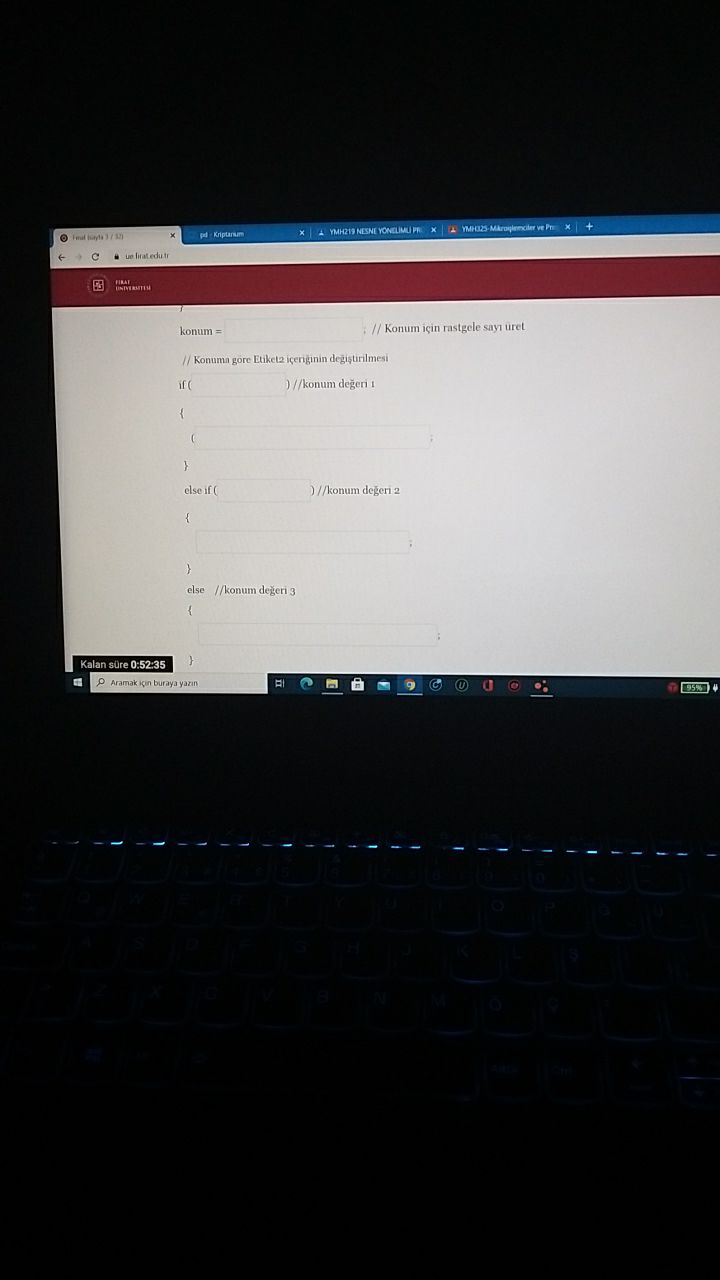 Final (sayfa 3 / 32)
pd - Kriptarium
YMH219 NESNE YÖNELİMLİ PR
YMH325-Mikroişlemciler ve Pro
ue.firat.edu.tr
FIRAT
ÜNİVERSİTESİ
}
konum = ; // Konum için rastgele sayı üret
// Konuma göre Etiket2 içeriğinin değiştirilmesi
if ( ) //konum değeri 1
{
( ;
}
else if ( ) //konum değeri 2
{
;
}
else //konum değeri 3
{
;
}
Kalan süre 0:52:35
Aramak için buraya yazın
95%